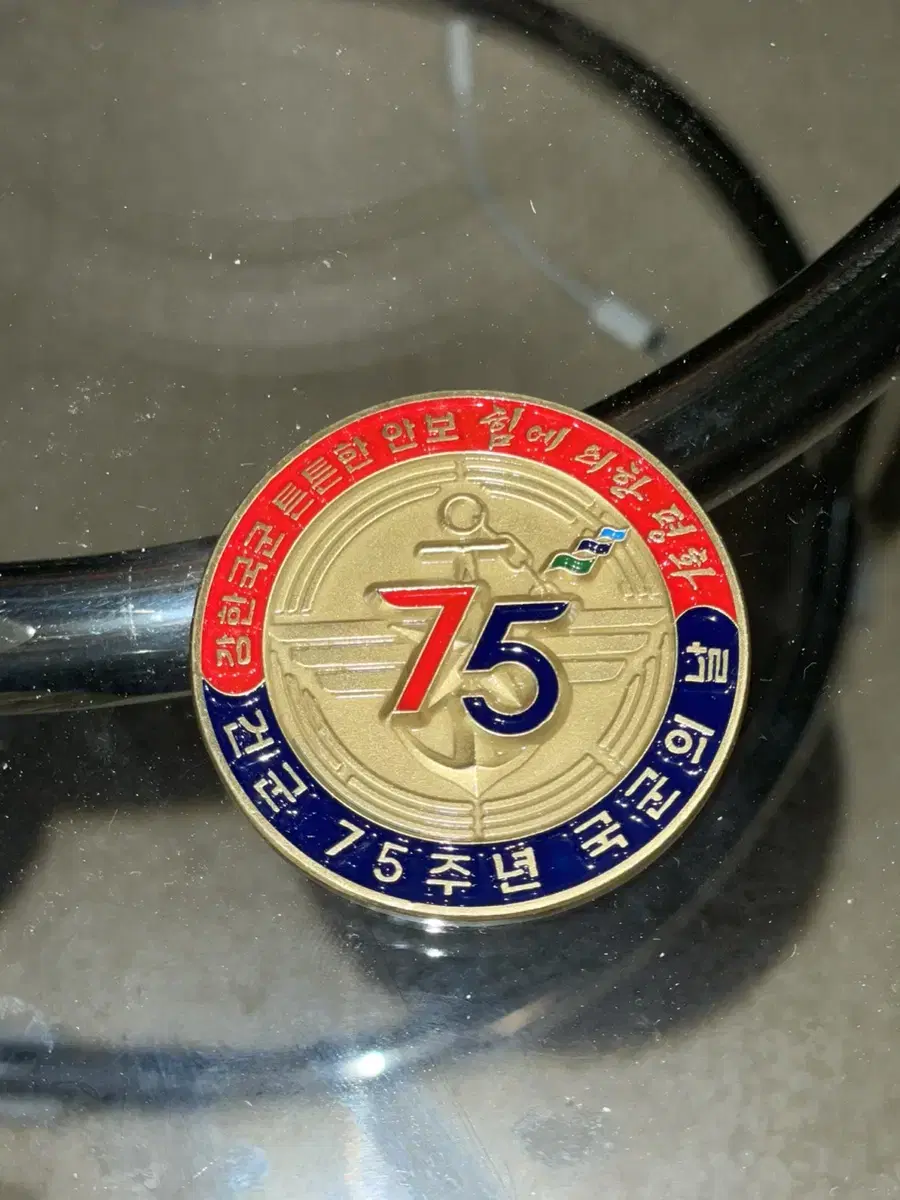 강한국군 튼튼한 안보 힘에 의한 평화
75
건군 75주년 국군의 날